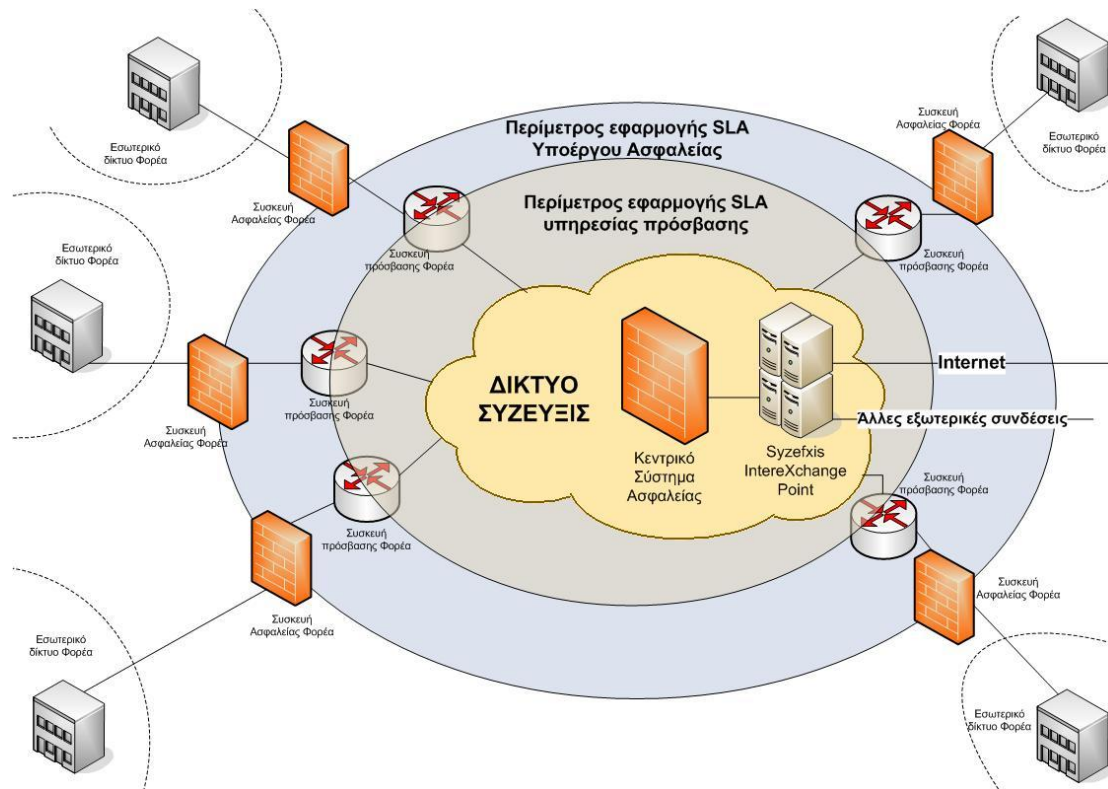 Εσωτερικό
δίκτυο Φορέα
Συσκευή
Ασφαλείας Φορέα
Περίμετρος εφαρμογής SLA
Υποέργου Ασφαλείας
Συσκευή
Ασφαλείας Φορέα
Εσωτερικό
δίκτυο Φορέα
Περίμετρος εφαρμογής SLA
υπηρεσίας πρόσβασης
Συσκευή
πρόσβασης Φορέα
Συσκευή
πρόσβασης Φορέα
Εσωτερικό
δίκτυο Φορέα
Συσκευή
Ασφαλείας Φορέα
Συσκευή
πρόσβασης Φορέα
ΔΙΚΤΥΟ
ΣΥΖΕΥΞΙΣ
Κεντρικό
Σύστημα
Ασφαλείας
Syzefxis
IntereXchange
Point
Internet
Άλλες εξωτερικές συνδέσεις
Συσκευή
πρόσβασης Φορέα
Συσκευή
πρόσβασης Φορέα
Συσκευή
Ασφαλείας Φορέα
Συσκευή
Ασφαλείας Φορέα
Εσωτερικό
δίκτυο Φορέα
Εσωτερικό
δίκτυο Φορέα